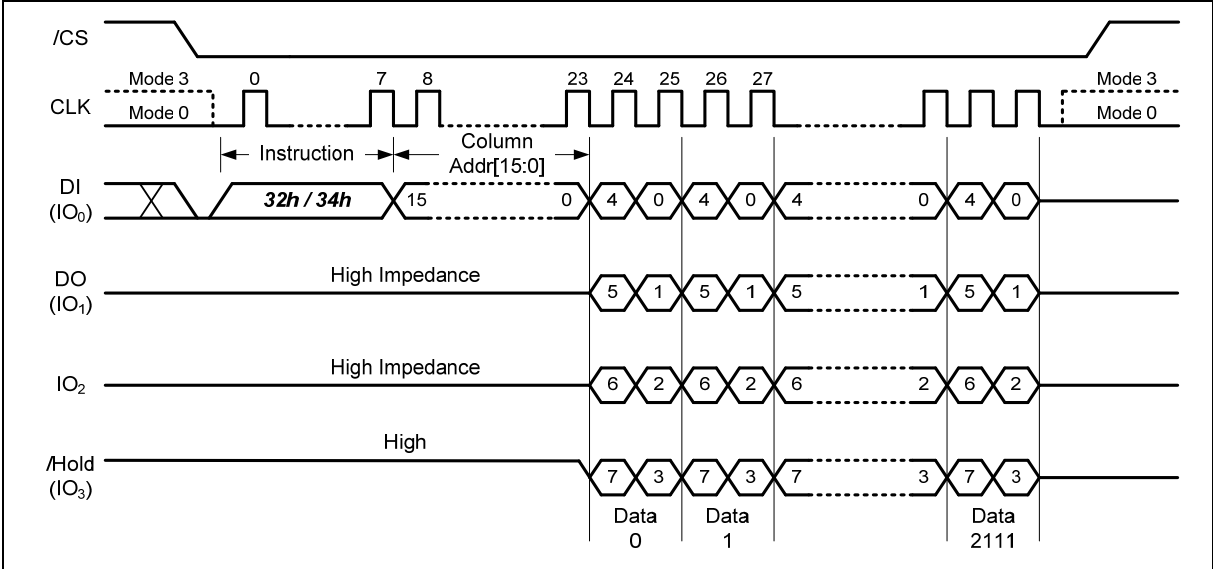 /CS
Mode 3 0 7 8 23 24 25 26 27 Mode 3
CLK
Mode 0 Mode 0
Instruction Column
Addr[15:0]
DI
(IO₀)
32h / 34h 15 0 4 0 4 0 4 0 4 0
High Impedance
DO
(IO₁)
5 1 5 1 5 1 5 1
High Impedance
IO₂ 6 2 6 2 6 2 6 2
High
/Hold
(IO₃)
7 3 7 3 7 3 7 3
Data Data Data
0 1 2111